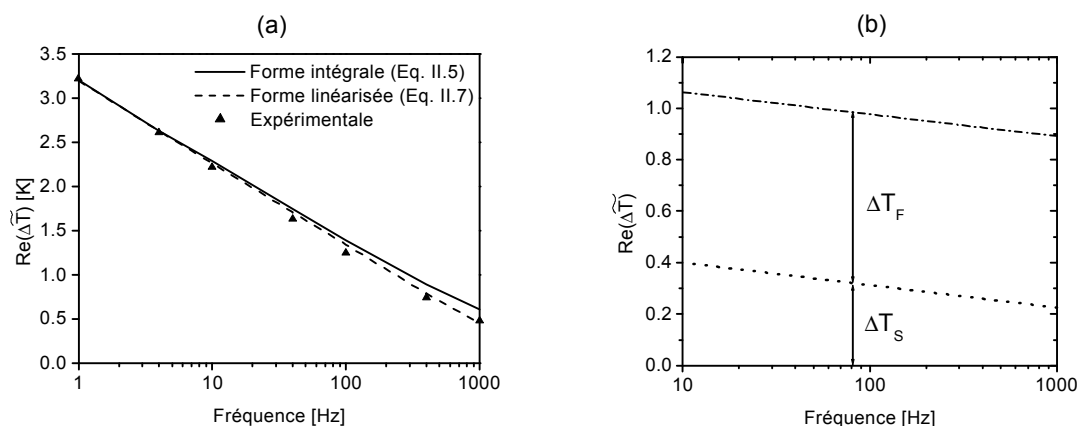 (a)
3.5
3.0
2.5
2.0
1.5
1.0
0.5
0.0
Re(ΔT̃) [K]
Forme intégrale (Eq. II.5)
Forme linéarisée (Eq. II.7)
Expérimentale
1
10
100
1000
Fréquence [Hz]
(b)
1.2
1.0
0.8
0.6
0.4
0.2
0.0
Re(ΔT̃)
ΔT_F
ΔT_S
10
100
1000
Fréquence [Hz]